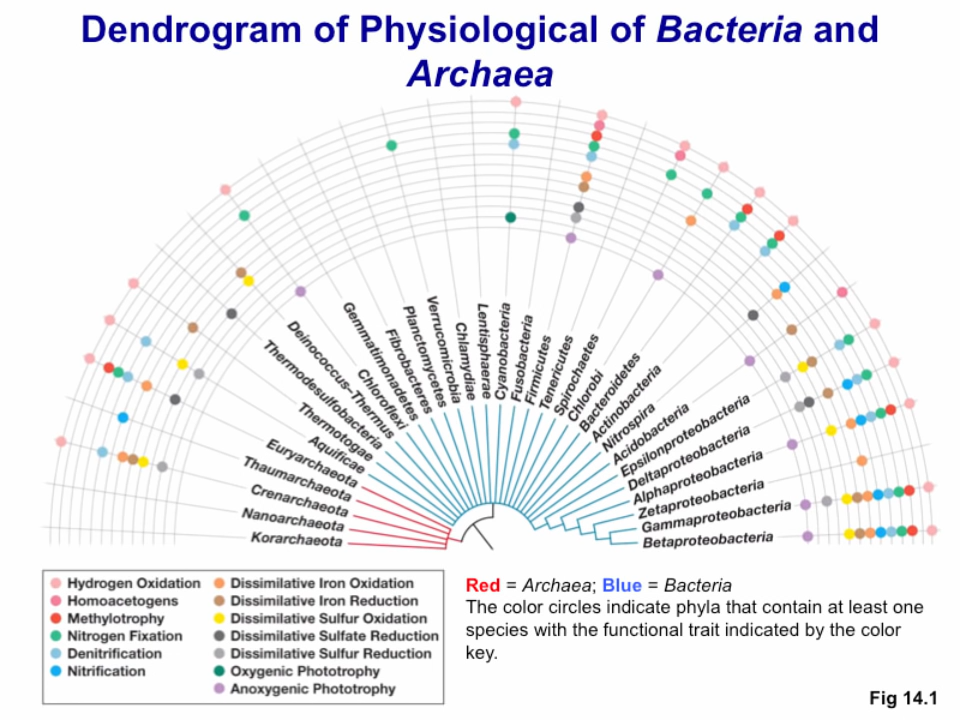 Dendrogram of Physiological of Bacteria and
Archaea
Korarchaeota
Nanoarchaeota
Crenarchaeota
Thaumarchaeota
Euryarchaeota
Aquificae
Thermotogae
Thermodesulfobacteria
Deinococcus–Thermus
Chloroflexi
Gemmatimonadetes
Fibrobacteres
Planctomycetes
Verrucomicrobia
Chlamydiae
Lentisphaerae
Cyanobacteria
Fusobacteria
Firmicutes
Tenericutes
Spirochaetes
Chlorobi
Bacteroidetes
Actinobacteria
Nitrospira
Acidobacteria
Epsilonproteobacteria
Deltaproteobacteria
Alphaproteobacteria
Zetaproteobacteria
Gammaproteobacteria
Betaproteobacteria
Hydrogen Oxidation
Homoacetogens
Methylotrophy
Nitrogen Fixation
Denitrification
Nitrification
Dissimilative Iron Oxidation
Dissimilative Iron Reduction
Dissimilative Sulfur Oxidation
Dissimilative Sulfate Reduction
Dissimilative Sulfur Reduction
Oxygenic Phototrophy
Anoxygenic Phototrophy
Red = Archaea; Blue = Bacteria
The color circles indicate phyla that contain at least one
species with the functional trait indicated by the color
key.
Fig 14.1